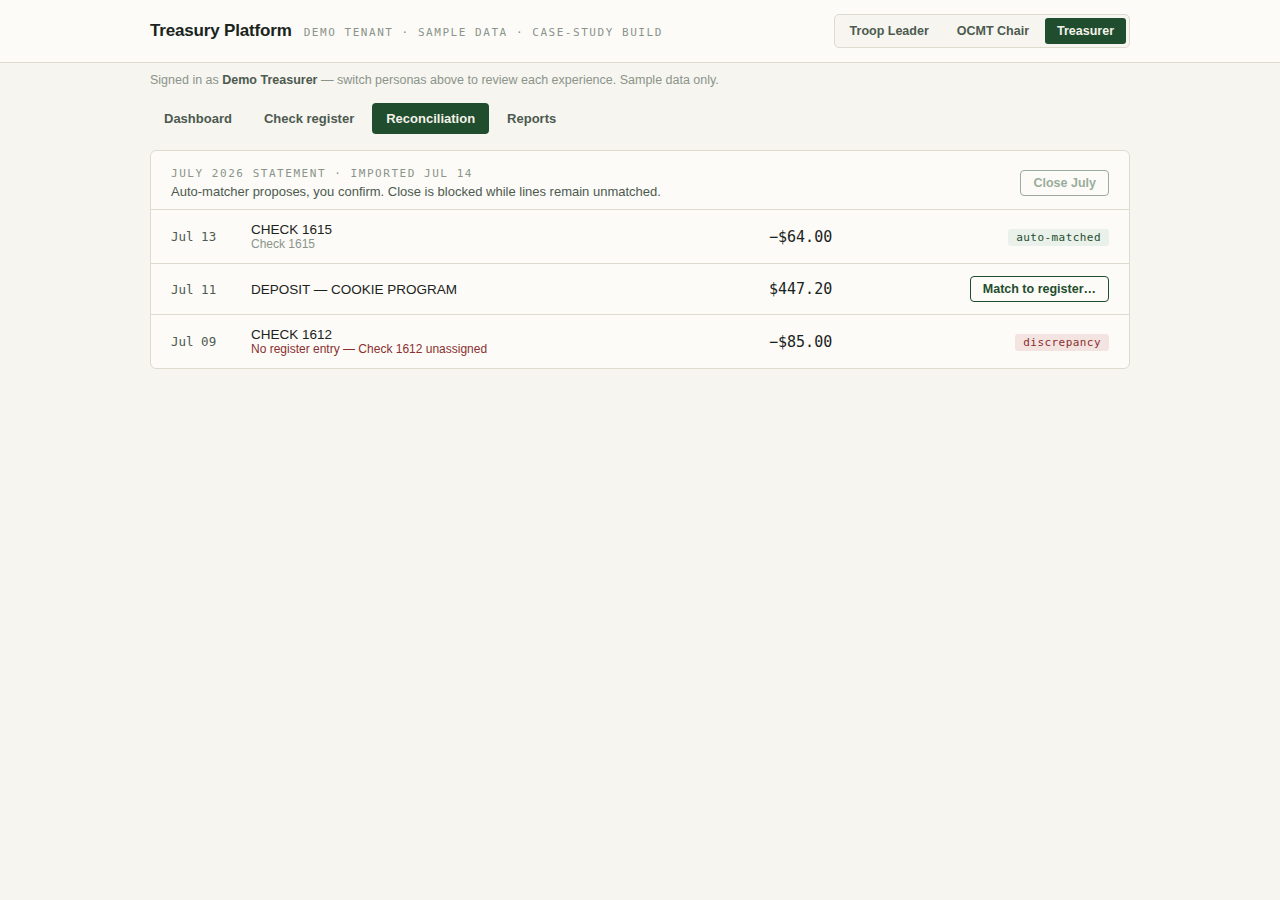 Treasury Platform DEMO TENANT · SAMPLE DATA · CASE-STUDY BUILD Troop Leader OCMT Chair Treasurer
Signed in as Demo Treasurer — switch personas above to review each experience. Sample data only.
Dashboard Check register Reconciliation Reports
JULY 2026 STATEMENT · IMPORTED JUL 14
Auto-matcher proposes, you confirm. Close is blocked while lines remain unmatched.
Close July
Jul 13 CHECK 1615 −$64.00 auto-matched
Check 1615
Jul 11 DEPOSIT — COOKIE PROGRAM $447.20 Match to register…
Jul 09 CHECK 1612 −$85.00 discrepancy
No register entry — Check 1612 unassigned